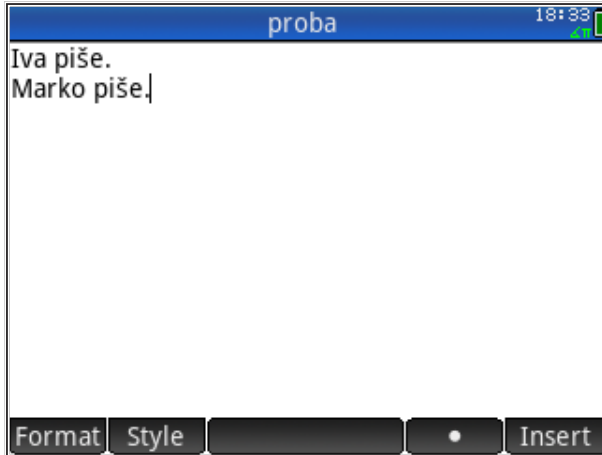 proba
18:33
∡π
Iva piše.
Marko piše.
Format Style • Insert